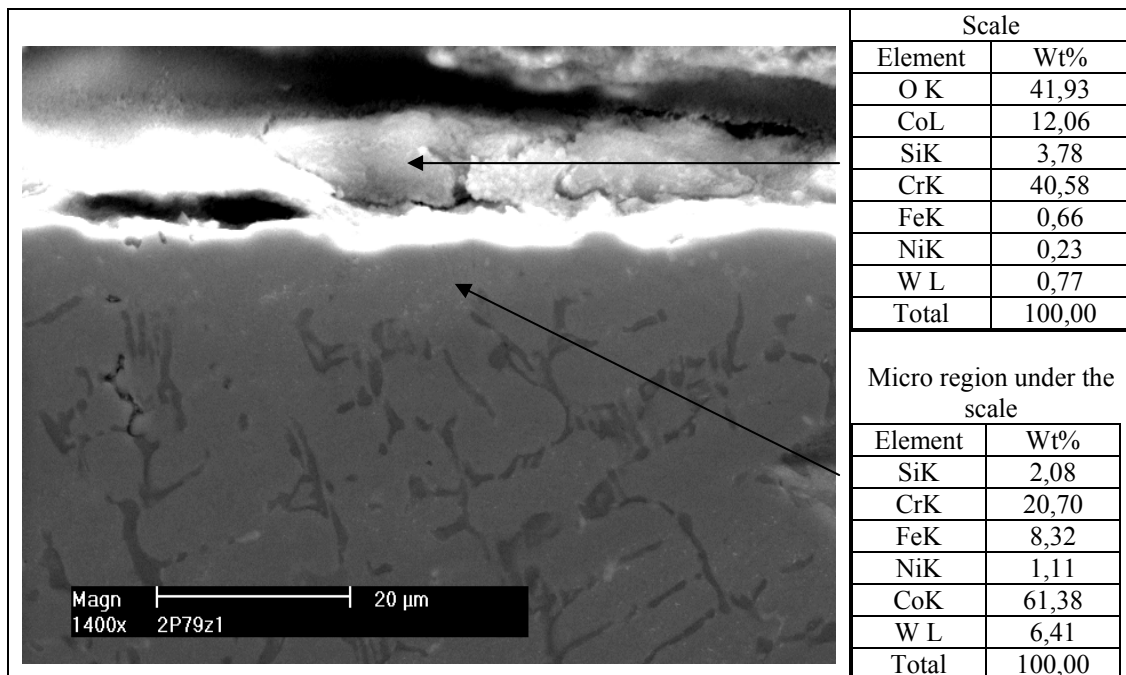 Scale
Element Wt%
O K 41,93
CoL 12,06
SiK 3,78
CrK 40,58
FeK 0,66
NiK 0,23
W L 0,77
Total 100,00
Micro region under the
scale
Element Wt%
SiK 2,08
CrK 20,70
FeK 8,32
NiK 1,11
CoK 61,38
W L 6,41
Total 100,00
Magn 20 µm
1400x 2P79z1